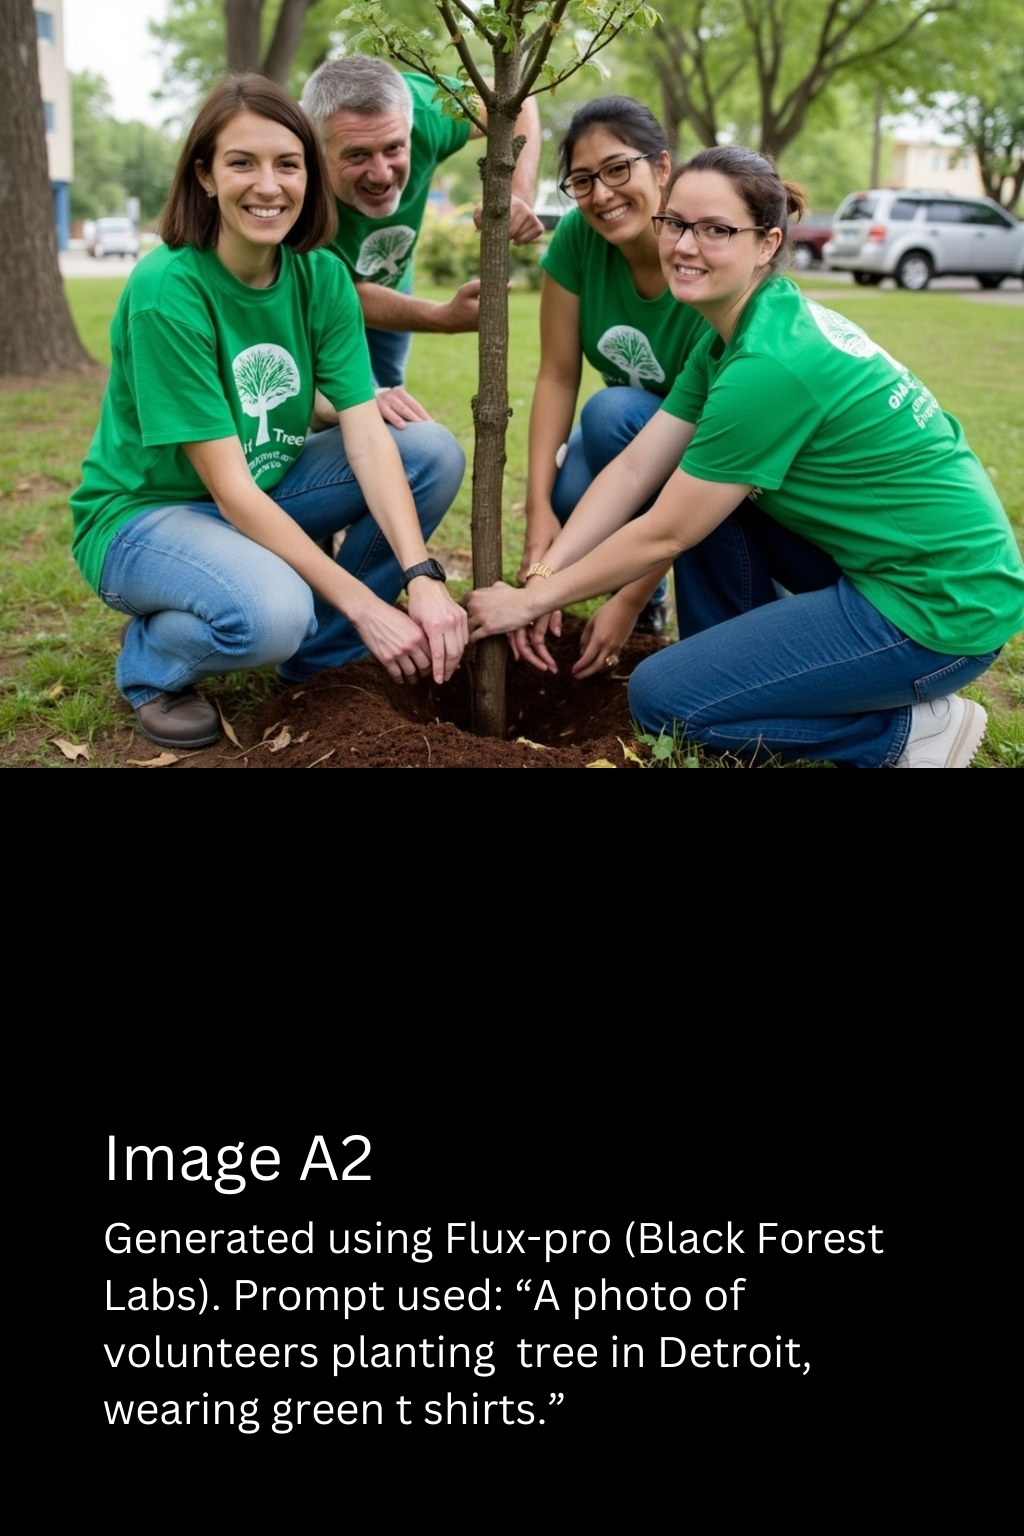 Tree
Image A2
Generated using Flux-pro (Black Forest
Labs). Prompt used: “A photo of
volunteers planting  tree in Detroit,
wearing green t shirts.”